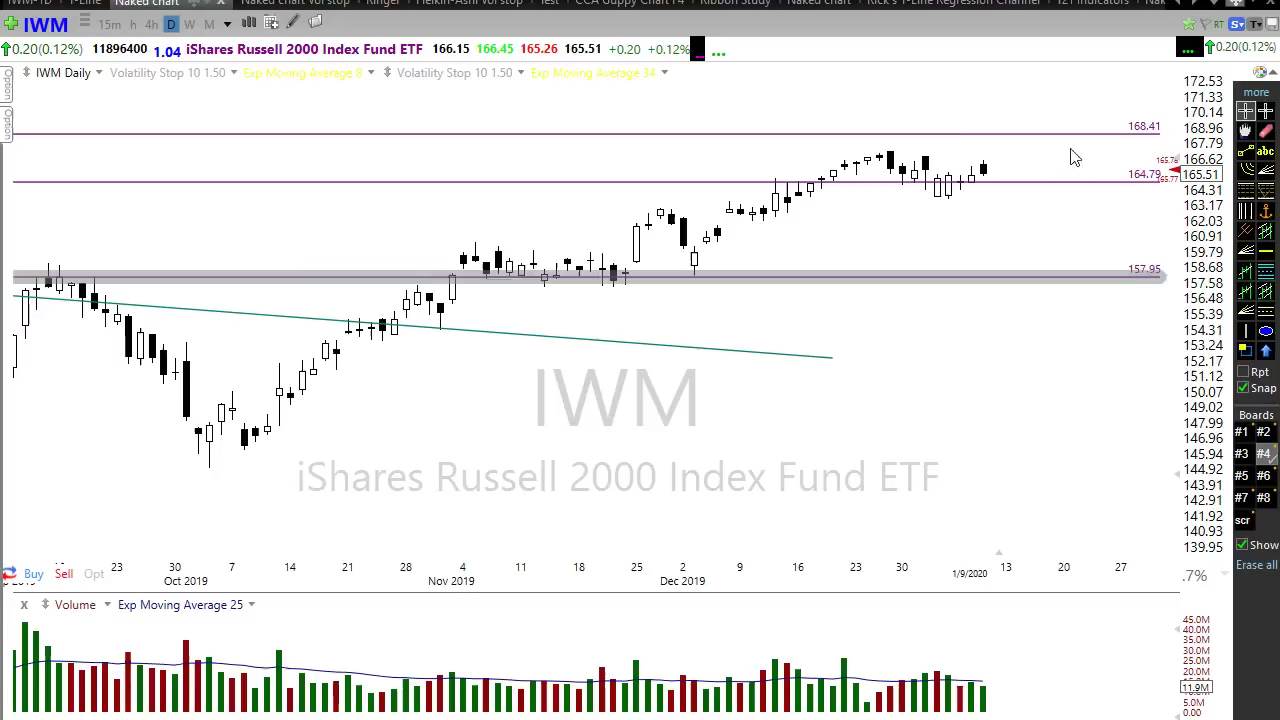 Naked chart
IWM 15m h 4h D W M RT S T
0.20(0.12%) 11896400 1.04 iShares Russell 2000 Index Fund ETF 166.15 166.45 165.26 165.51 +0.20 +0.12% ... ... 0.20(0.12%)
Option IWM Daily Volatility Stop 10 1.50 Exp Moving Average 8 Volatility Stop 10 1.50 Exp Moving Average 34
Option
172.53
171.33
170.14
168.96
167.79
166.62
165.51
164.31
163.17
162.03
160.91
159.79
158.68
157.58
156.48
155.39
154.31
153.24
152.17
151.12
150.07
149.02
147.99
146.96
145.94
144.92
143.91
142.91
141.92
140.93
139.95
168.41
164.79
165.77
157.95
IWM
iShares Russell 2000 Index Fund ETF
more
abc
Rpt
Snap
Boards
#1 #2
#3 #4
#5 #6
#7 #8
scr
Show
Erase all
23 30 7 14 21 28 4 11 18 25 2 9 16 23 30 1/9/2020 13 20 27
Oct 2019 Nov 2019 Dec 2019
Buy Sell Opt
.7%
X Volume Exp Moving Average 25
45.0M
40.0M
35.0M
30.0M
25.0M
20.0M
11.9M
5.0M
0.00